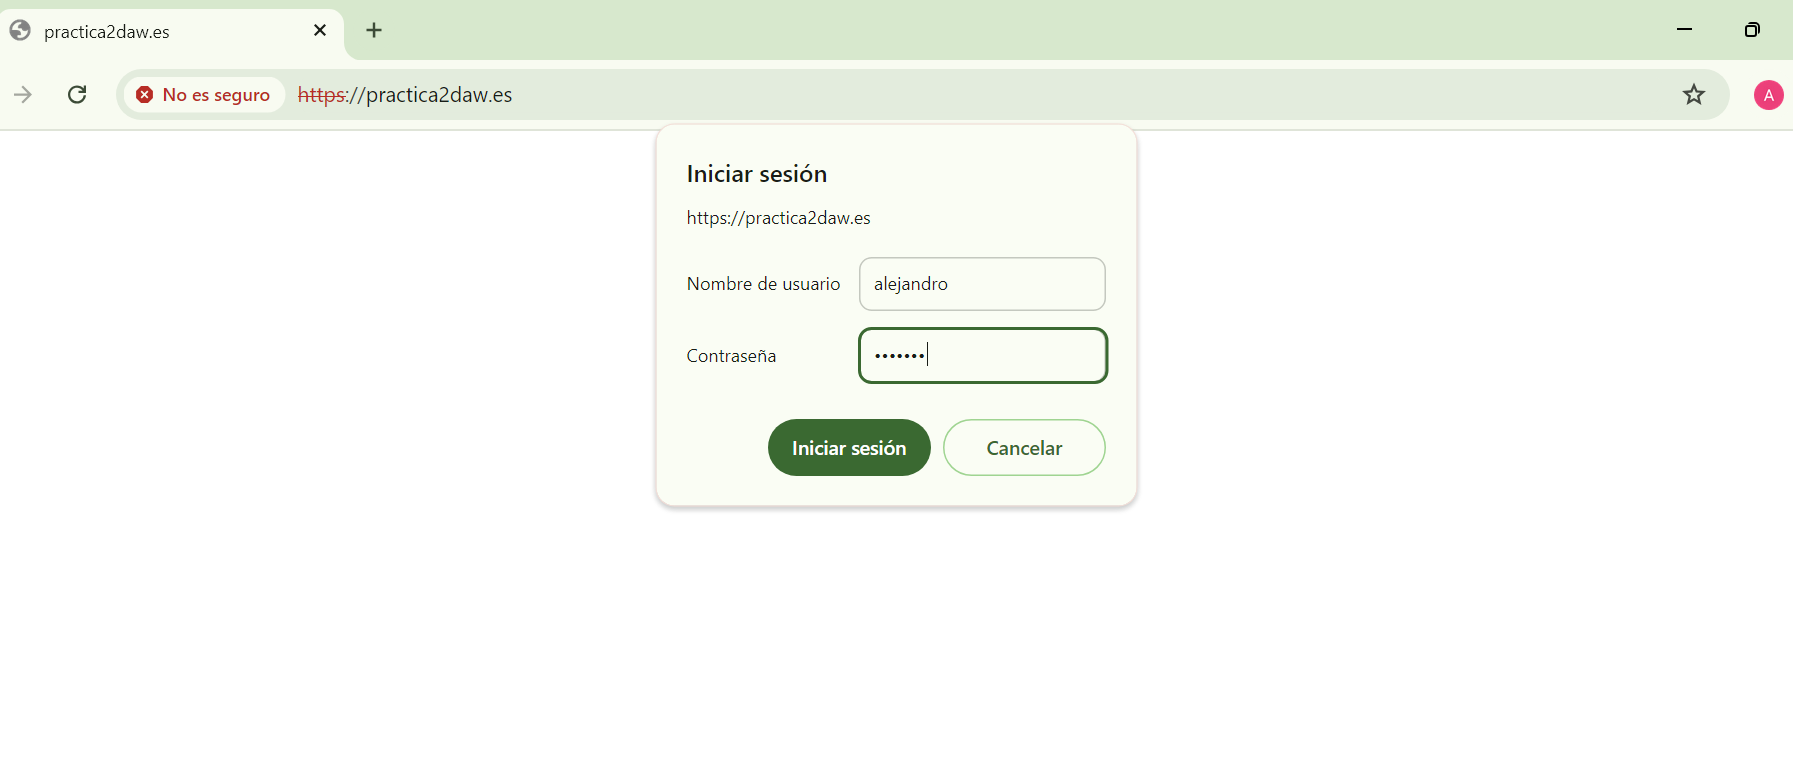 practica2daw.es
No es seguro https://practica2daw.es A
Iniciar sesión
https://practica2daw.es
Nombre de usuario alejandro
Contraseña •••••••
Iniciar sesión Cancelar